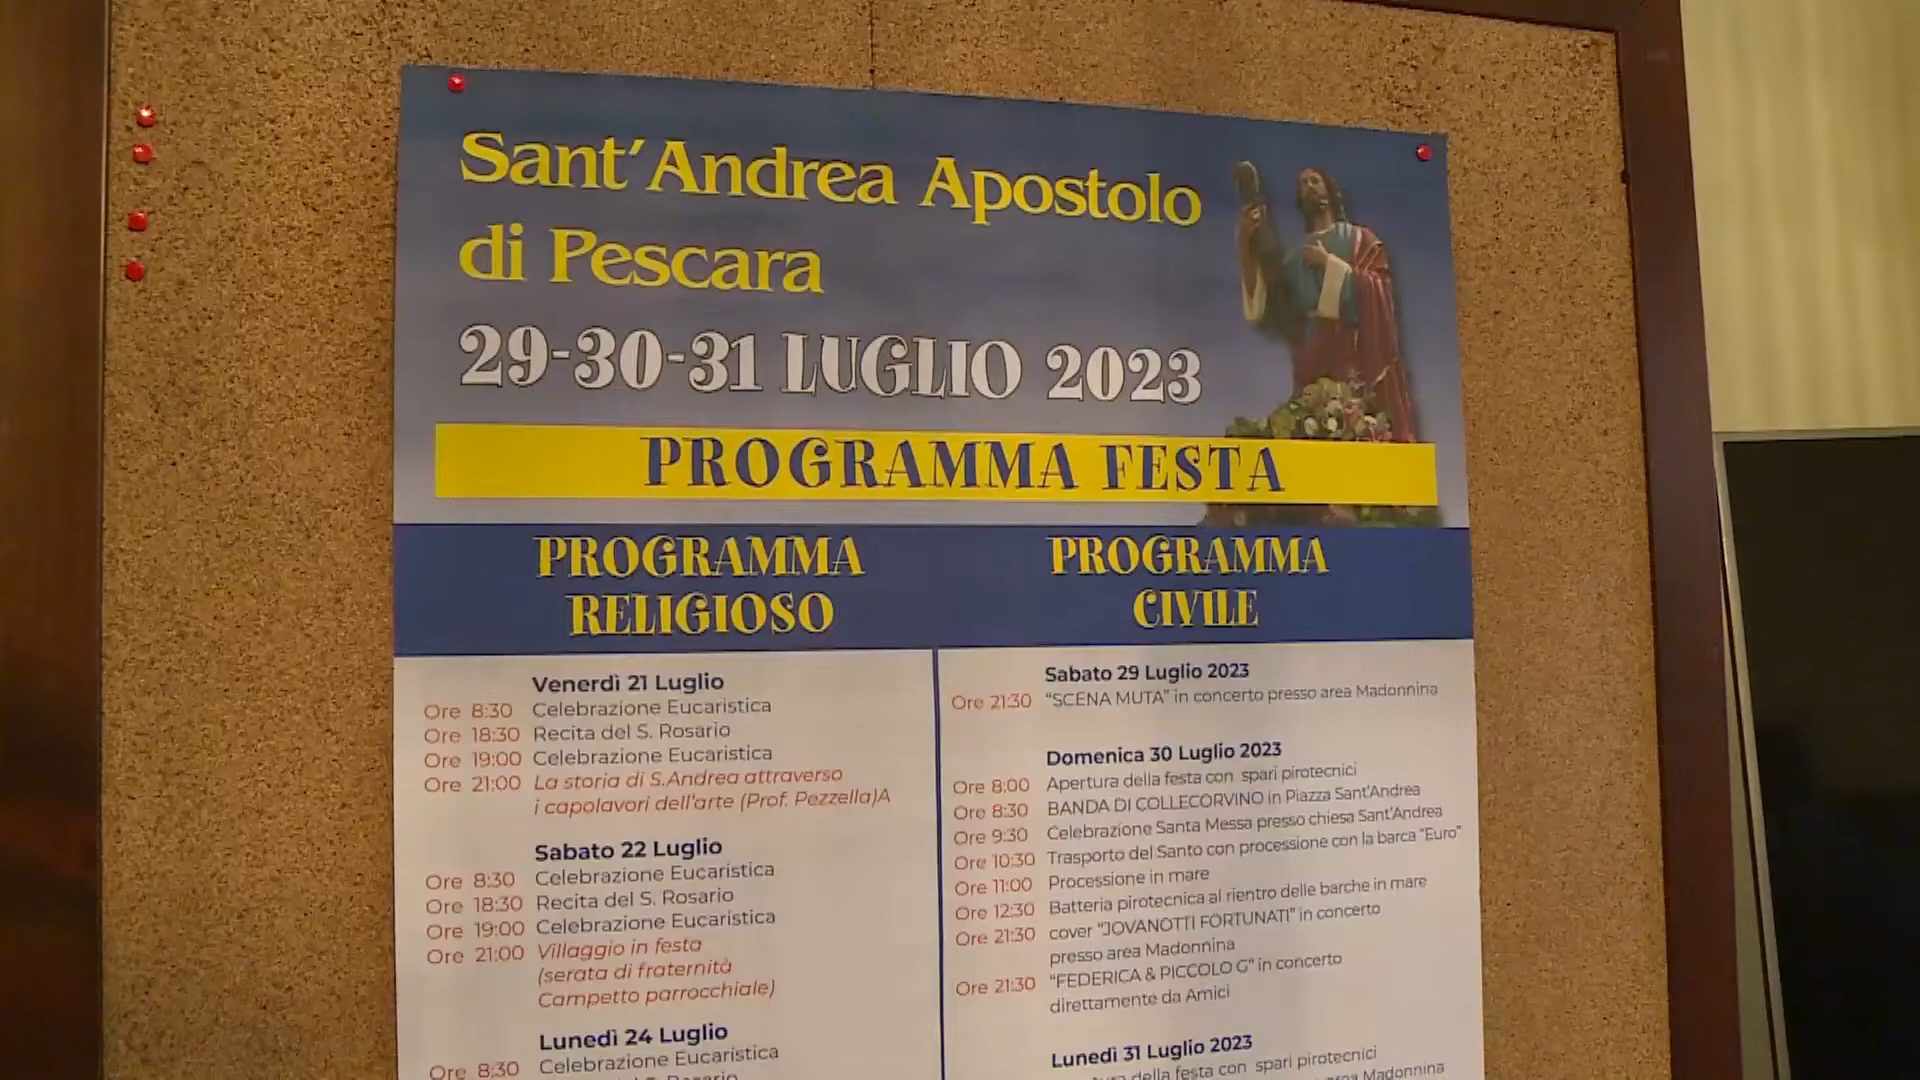 Sant'Andrea Apostolo
di Pescara
29-30-31 LUGLIO 2023
PROGRAMMA FESTA
PROGRAMMA
RELIGIOSO
Venerdì 21 Luglio
Ore 8:30 Celebrazione Eucaristica
Ore 18:30 Recita del S. Rosario
Ore 19:00 Celebrazione Eucaristica
Ore 21:00 La storia di S.Andrea attraverso
i capolavori dell'arte (Prof. Pezzella)A
Sabato 22 Luglio
Ore 8:30 Celebrazione Eucaristica
Ore 18:30 Recita del S. Rosario
Ore 19:00 Celebrazione Eucaristica
Ore 21:00 Villaggio in festa
(serata di fraternità
Campetto parrocchiale)
Lunedì 24 Luglio
Ore 8:30 Celebrazione Eucaristica
PROGRAMMA
CIVILE
Sabato 29 Luglio 2023
Ore 21:30 "SCENA MUTA" in concerto presso area Madonnina
Domenica 30 Luglio 2023
Ore 8:00 Apertura della festa con spari pirotecnici
Ore 8:30 BANDA DI COLLECORVINO in Piazza Sant'Andrea
Ore 9:30 Celebrazione Santa Messa presso chiesa Sant'Andrea
Ore 10:30 Trasporto del Santo con processione con la barca "Euro"
Ore 11:00 Processione in mare
Ore 12:30 Batteria pirotecnica al rientro delle barche in mare
Ore 21:30 cover "JOVANOTTI FORTUNATI" in concerto
presso area Madonnina
Ore 21:30 "FEDERICA & PICCOLO G" in concerto
direttamente da Amici
Lunedì 31 Luglio 2023
della festa con spari pirotecnici
area Madonnina